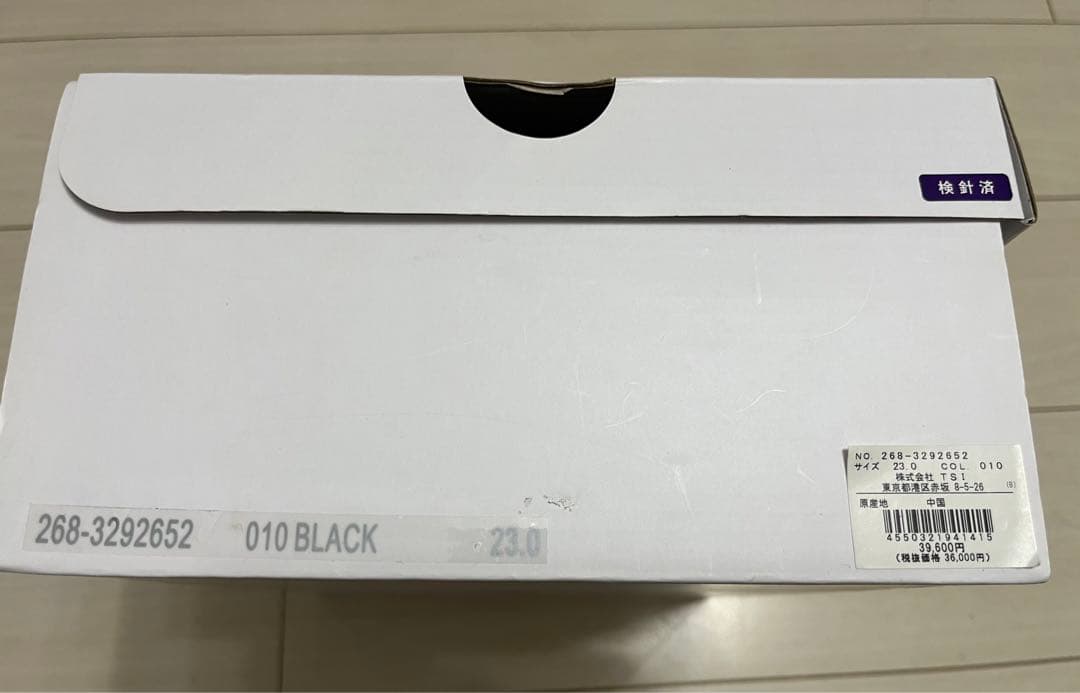 検針済
NO. 268-3292652
サイズ 23.0 COL. 010
株式会社 TSI
東京都港区赤坂 8-5-26 (8)
原産地 中国
4550321941415
39,600円
(税抜価格 36,000円)
268-3292652 010 BLACK 23.0